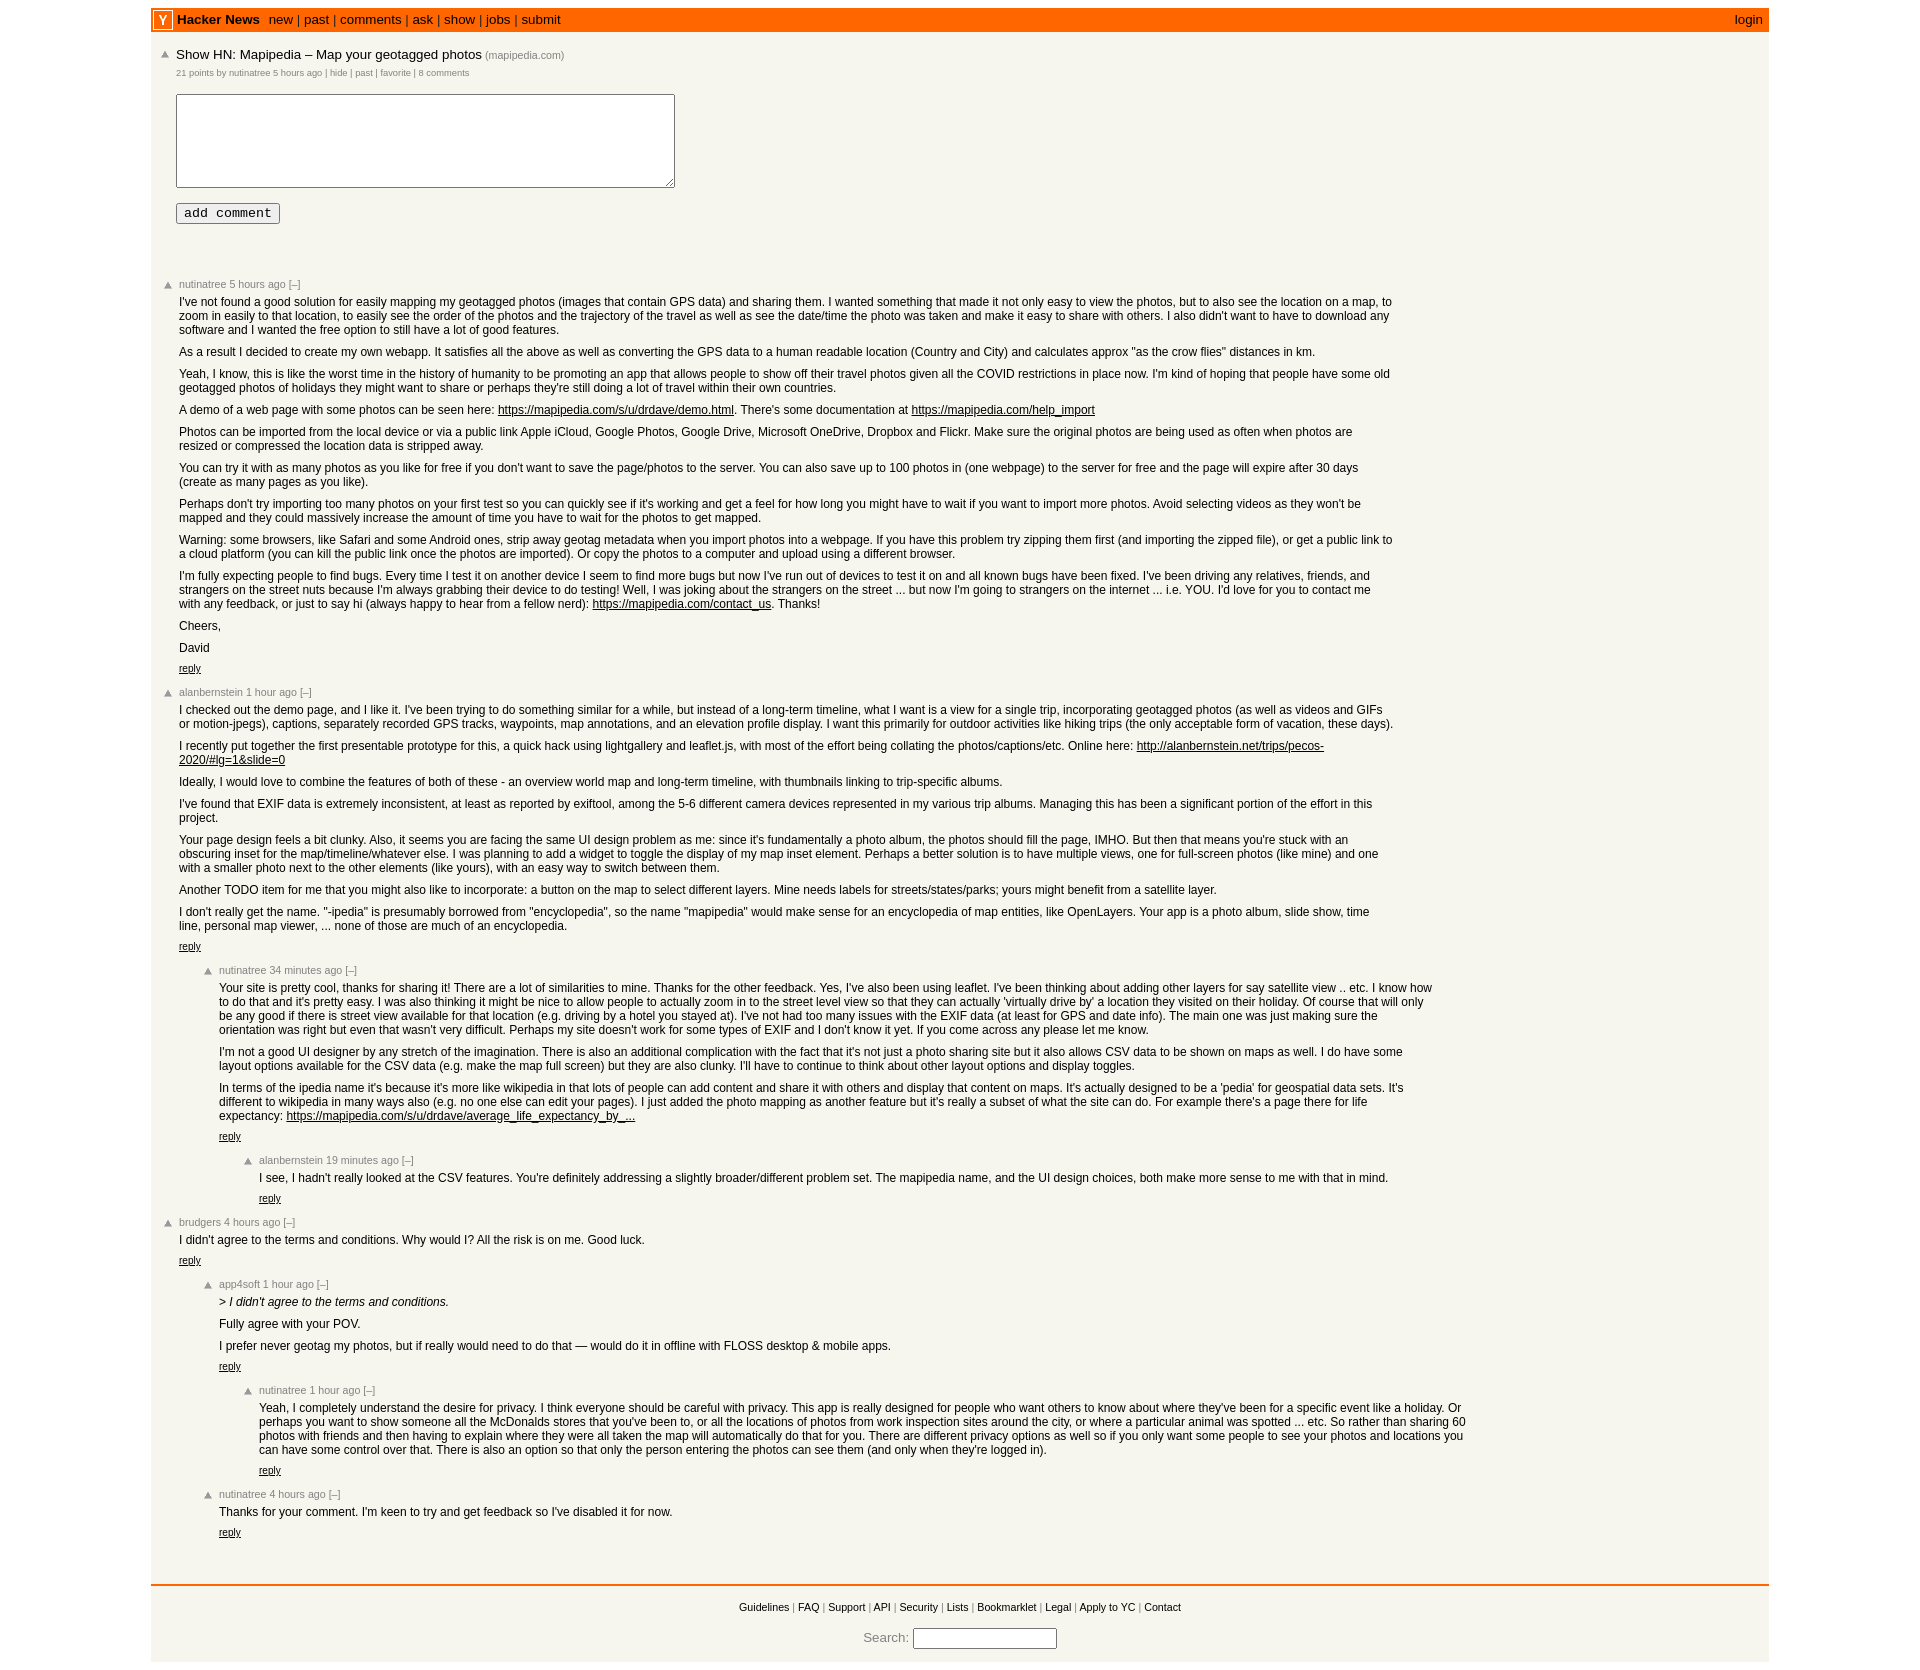 Y Hacker News new | past | comments | ask | show | jobs | submit login
Show HN: Mapipedia – Map your geotagged photos (mapipedia.com)
21 points by nutinatree 5 hours ago | hide | past | favorite | 8 comments
add comment
nutinatree 5 hours ago [–]
I've not found a good solution for easily mapping my geotagged photos (images that contain GPS data) and sharing them. I wanted something that made it not only easy to view the photos, but to also see the location on a map, to
zoom in easily to that location, to easily see the order of the photos and the trajectory of the travel as well as see the date/time the photo was taken and make it easy to share with others. I also didn't want to have to download any
software and I wanted the free option to still have a lot of good features.
As a result I decided to create my own webapp. It satisfies all the above as well as converting the GPS data to a human readable location (Country and City) and calculates approx "as the crow flies" distances in km.
Yeah, I know, this is like the worst time in the history of humanity to be promoting an app that allows people to show off their travel photos given all the COVID restrictions in place now. I'm kind of hoping that people have some old
geotagged photos of holidays they might want to share or perhaps they're still doing a lot of travel within their own countries.
A demo of a web page with some photos can be seen here: https://mapipedia.com/s/u/drdave/demo.html. There's some documentation at https://mapipedia.com/help_import
Photos can be imported from the local device or via a public link Apple iCloud, Google Photos, Google Drive, Microsoft OneDrive, Dropbox and Flickr. Make sure the original photos are being used as often when photos are
resized or compressed the location data is stripped away.
You can try it with as many photos as you like for free if you don't want to save the page/photos to the server. You can also save up to 100 photos in (one webpage) to the server for free and the page will expire after 30 days
(create as many pages as you like).
Perhaps don't try importing too many photos on your first test so you can quickly see if it's working and get a feel for how long you might have to wait if you want to import more photos. Avoid selecting videos as they won't be
mapped and they could massively increase the amount of time you have to wait for the photos to get mapped.
Warning: some browsers, like Safari and some Android ones, strip away geotag metadata when you import photos into a webpage. If you have this problem try zipping them first (and importing the zipped file), or get a public link to
a cloud platform (you can kill the public link once the photos are imported). Or copy the photos to a computer and upload using a different browser.
I'm fully expecting people to find bugs. Every time I test it on another device I seem to find more bugs but now I've run out of devices to test it on and all known bugs have been fixed. I've been driving any relatives, friends, and
strangers on the street nuts because I'm always grabbing their device to do testing! Well, I was joking about the strangers on the street ... but now I'm going to strangers on the internet ... i.e. YOU. I'd love for you to contact me
with any feedback, or just to say hi (always happy to hear from a fellow nerd): https://mapipedia.com/contact_us. Thanks!
Cheers,
David
reply
alanbernstein 1 hour ago [–]
I checked out the demo page, and I like it. I've been trying to do something similar for a while, but instead of a long-term timeline, what I want is a view for a single trip, incorporating geotagged photos (as well as videos and GIFs
or motion-jpegs), captions, separately recorded GPS tracks, waypoints, map annotations, and an elevation profile display. I want this primarily for outdoor activities like hiking trips (the only acceptable form of vacation, these days).
I recently put together the first presentable prototype for this, a quick hack using lightgallery and leaflet.js, with most of the effort being collating the photos/captions/etc. Online here: http://alanbernstein.net/trips/pecos-
2020/#lg=1&slide=0
Ideally, I would love to combine the features of both of these - an overview world map and long-term timeline, with thumbnails linking to trip-specific albums.
I've found that EXIF data is extremely inconsistent, at least as reported by exiftool, among the 5-6 different camera devices represented in my various trip albums. Managing this has been a significant portion of the effort in this
project.
Your page design feels a bit clunky. Also, it seems you are facing the same UI design problem as me: since it's fundamentally a photo album, the photos should fill the page, IMHO. But then that means you're stuck with an
obscuring inset for the map/timeline/whatever else. I was planning to add a widget to toggle the display of my map inset element. Perhaps a better solution is to have multiple views, one for full-screen photos (like mine) and one
with a smaller photo next to the other elements (like yours), with an easy way to switch between them.
Another TODO item for me that you might also like to incorporate: a button on the map to select different layers. Mine needs labels for streets/states/parks; yours might benefit from a satellite layer.
I don't really get the name. "-ipedia" is presumably borrowed from "encyclopedia", so the name "mapipedia" would make sense for an encyclopedia of map entities, like OpenLayers. Your app is a photo album, slide show, time
line, personal map viewer, ... none of those are much of an encyclopedia.
reply
nutinatree 34 minutes ago [–]
Your site is pretty cool, thanks for sharing it! There are a lot of similarities to mine. Thanks for the other feedback. Yes, I've also been using leaflet. I've been thinking about adding other layers for say satellite view .. etc. I know how
to do that and it's pretty easy. I was also thinking it might be nice to allow people to actually zoom in to the street level view so that they can actually 'virtually drive by' a location they visited on their holiday. Of course that will only
be any good if there is street view available for that location (e.g. driving by a hotel you stayed at). I've not had too many issues with the EXIF data (at least for GPS and date info). The main one was just making sure the
orientation was right but even that wasn't very difficult. Perhaps my site doesn't work for some types of EXIF and I don't know it yet. If you come across any please let me know.
I'm not a good UI designer by any stretch of the imagination. There is also an additional complication with the fact that it's not just a photo sharing site but it also allows CSV data to be shown on maps as well. I do have some
layout options available for the CSV data (e.g. make the map full screen) but they are also clunky. I'll have to continue to think about other layout options and display toggles.
In terms of the ipedia name it's because it's more like wikipedia in that lots of people can add content and share it with others and display that content on maps. It's actually designed to be a 'pedia' for geospatial data sets. It's
different to wikipedia in many ways also (e.g. no one else can edit your pages). I just added the photo mapping as another feature but it's really a subset of what the site can do. For example there's a page there for life
expectancy: https://mapipedia.com/s/u/drdave/average_life_expectancy_by_...
reply
alanbernstein 19 minutes ago [–]
I see, I hadn't really looked at the CSV features. You're definitely addressing a slightly broader/different problem set. The mapipedia name, and the UI design choices, both make more sense to me with that in mind.
reply
brudgers 4 hours ago [–]
I didn't agree to the terms and conditions. Why would I? All the risk is on me. Good luck.
reply
app4soft 1 hour ago [–]
> I didn't agree to the terms and conditions.
Fully agree with your POV.
I prefer never geotag my photos, but if really would need to do that — would do it in offline with FLOSS desktop & mobile apps.
reply
nutinatree 1 hour ago [–]
Yeah, I completely understand the desire for privacy. I think everyone should be careful with privacy. This app is really designed for people who want others to know about where they've been for a specific event like a holiday. Or
perhaps you want to show someone all the McDonalds stores that you've been to, or all the locations of photos from work inspection sites around the city, or where a particular animal was spotted ... etc. So rather than sharing 60
photos with friends and then having to explain where they were all taken the map will automatically do that for you. There are different privacy options as well so if you only want some people to see your photos and locations you
can have some control over that. There is also an option so that only the person entering the photos can see them (and only when they're logged in).
reply
nutinatree 4 hours ago [–]
Thanks for your comment. I'm keen to try and get feedback so I've disabled it for now.
reply
Guidelines | FAQ | Support | API | Security | Lists | Bookmarklet | Legal | Apply to YC | Contact
Search: